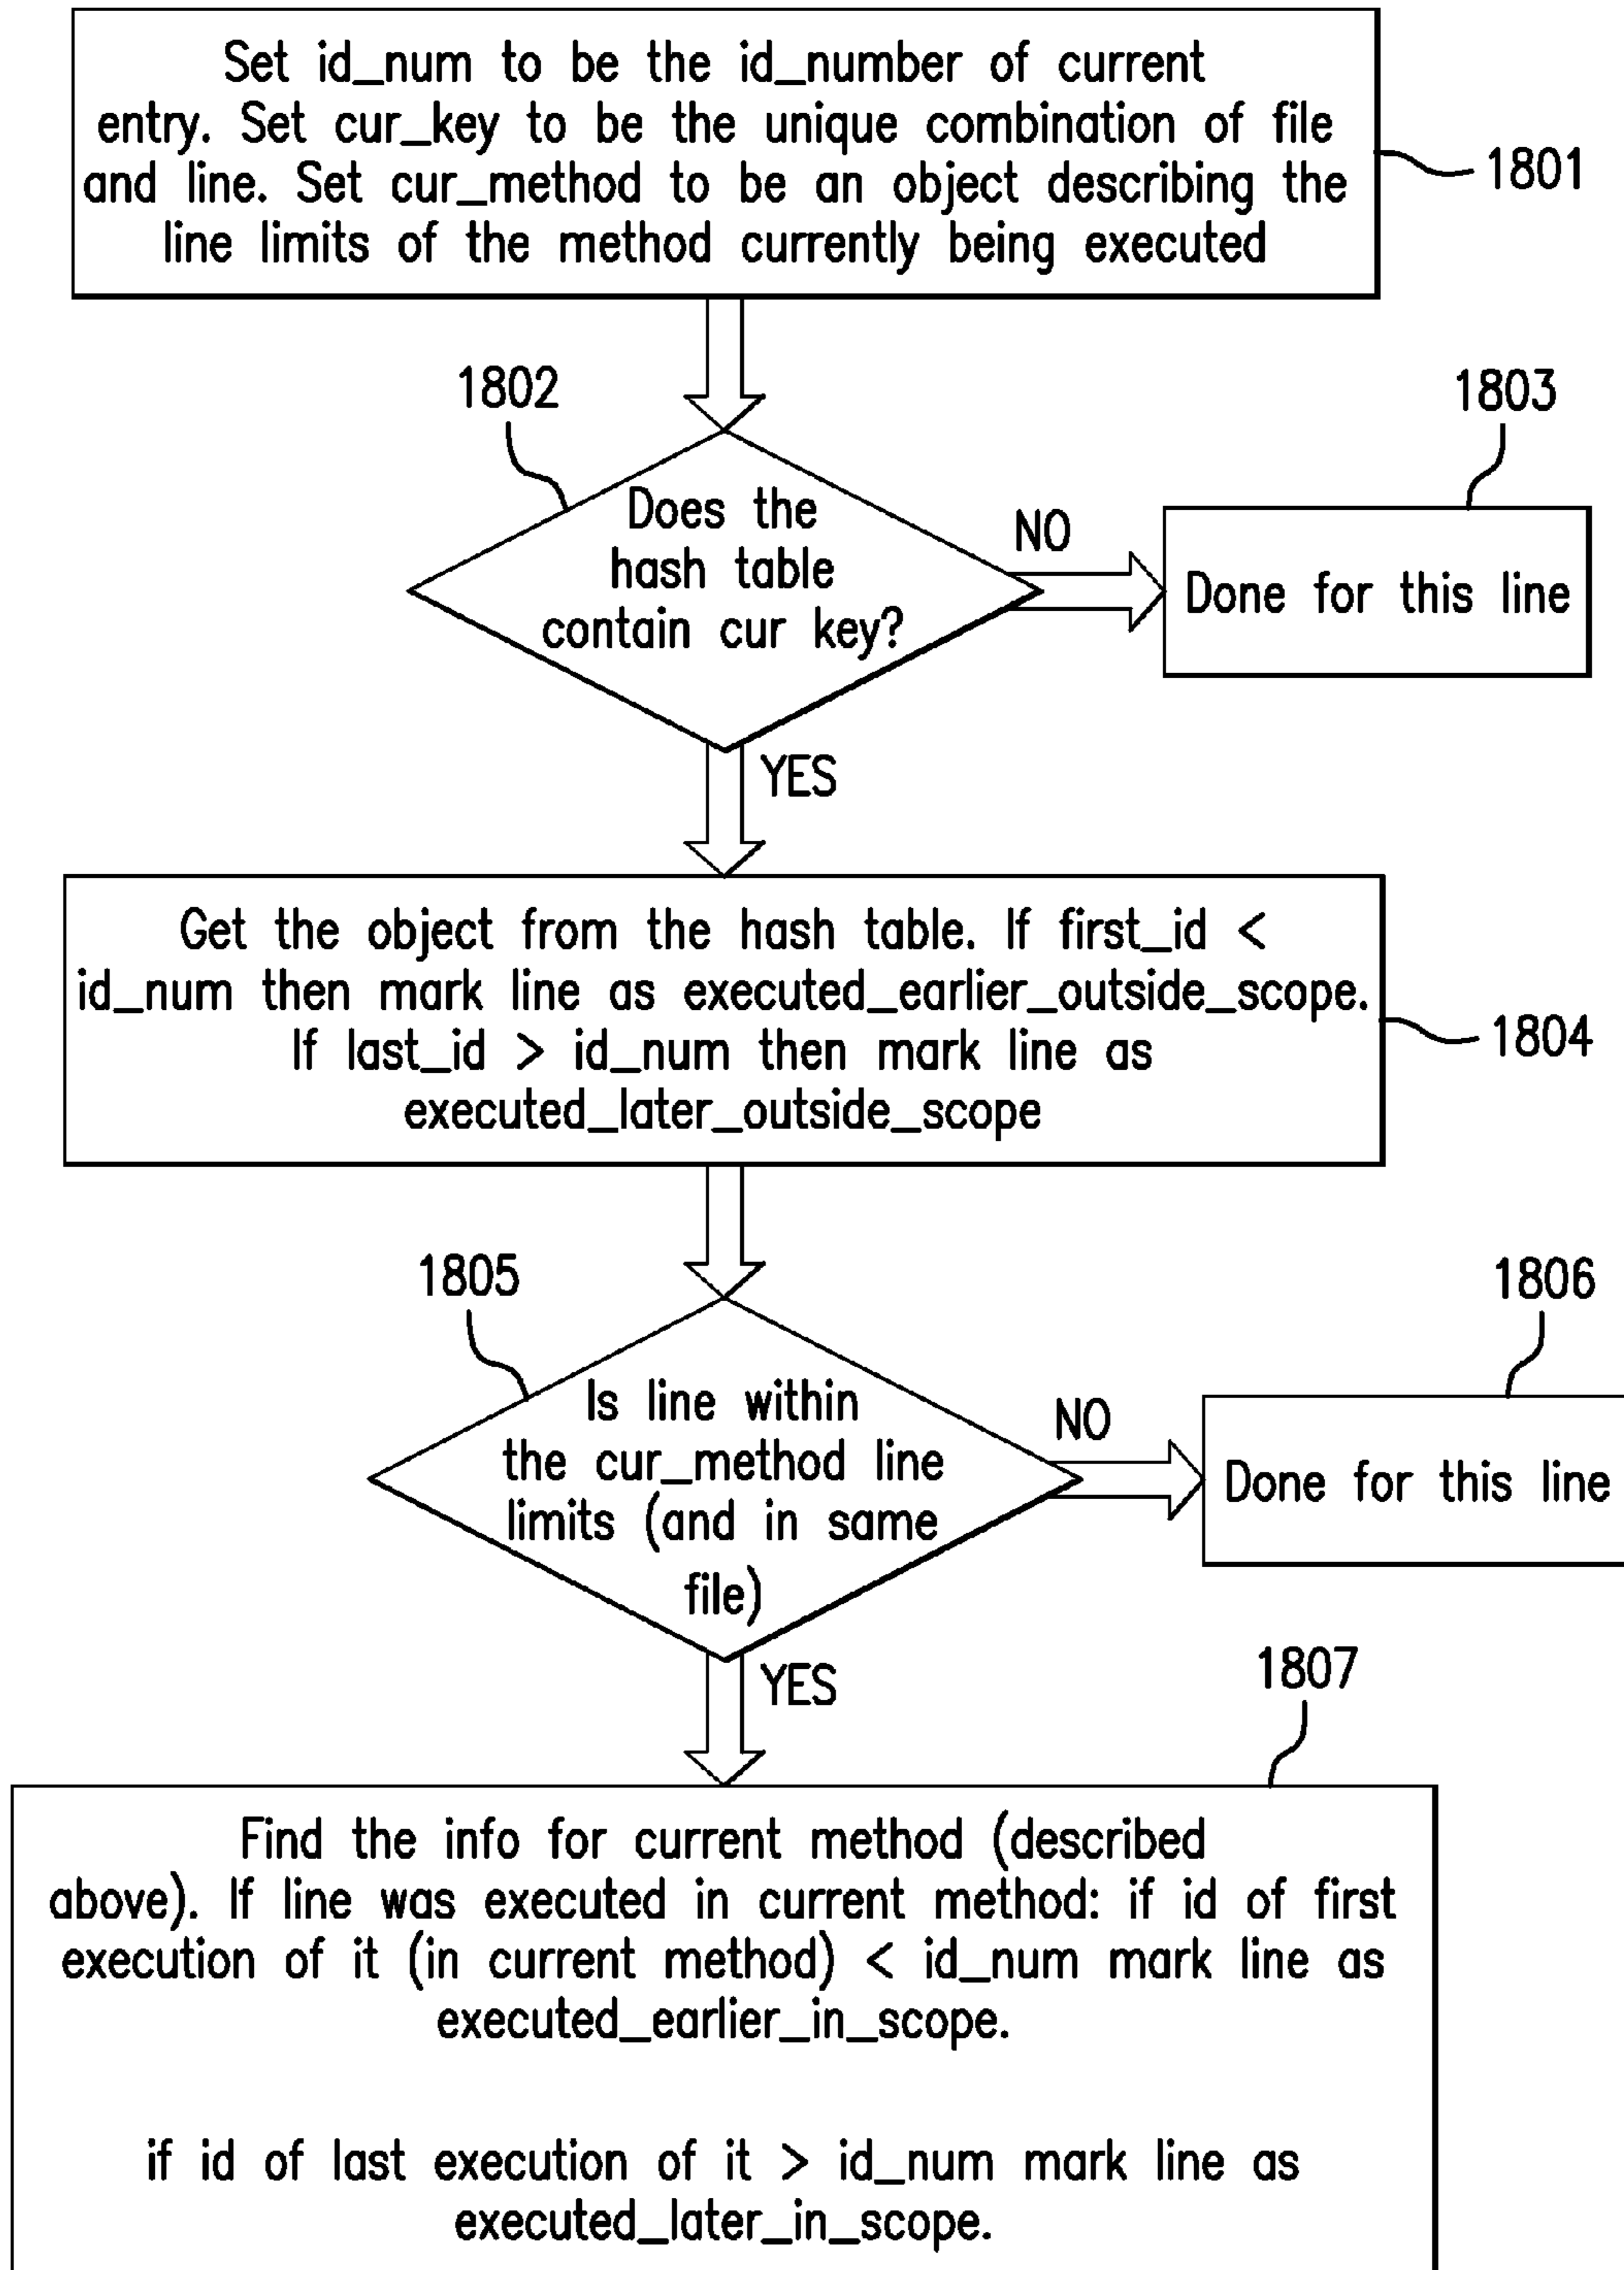 Set id_num to be the id_number of current
entry. Set cur_key to be the unique combination of file
and line. Set cur_method to be an object describing the
line limits of the method currently being executed
1801
1802
Does the
hash table
contain cur key?
NO
1803
Done for this line
YES
Get the object from the hash table. If first_id <
id_num then mark line as executed_earlier_outside_scope.
If last_id > id_num then mark line as
executed_later_outside_scope
1804
1805
Is line within
the cur_method line
limits (and in same
file)
NO
1806
Done for this line
YES
1807
Find the info for current method (described
above). If line was executed in current method: if id of first
execution of it (in current method) < id_num mark line as
executed_earlier_in_scope.
if id of last execution of it > id_num mark line as
executed_later_in_scope.